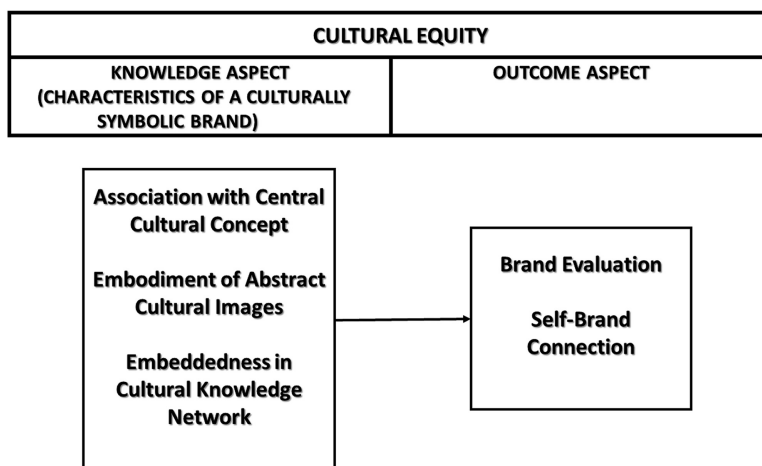 CULTURAL EQUITY
KNOWLEDGE ASPECT
(CHARACTERISTICS OF A CULTURALLY
SYMBOLIC BRAND)
OUTCOME ASPECT
Association with Central
Cultural Concept
Embodiment of Abstract
Cultural Images
Embeddedness in
Cultural Knowledge
Network
Brand Evaluation
Self-Brand
Connection